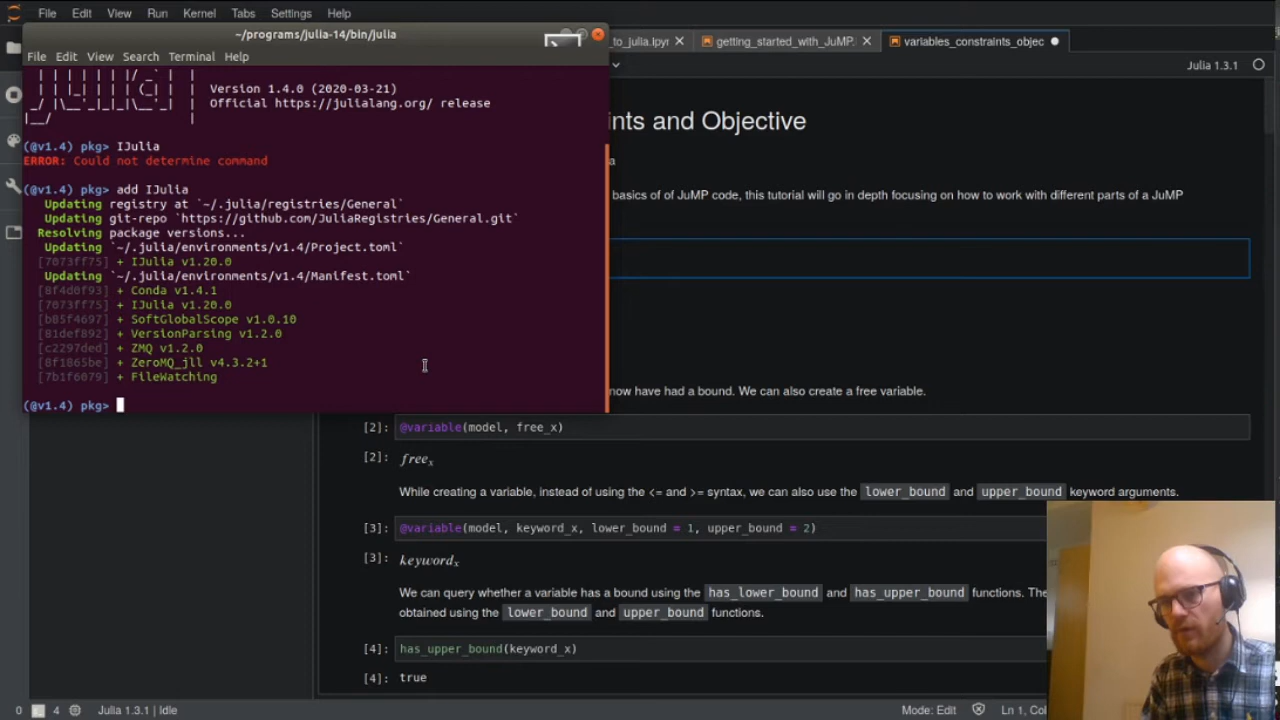 File Edit View Run Kernel Tabs Settings Help
~/programs/julia-14/bin/julia
_to_julia.ipyr
getting_started_with_JuMP.
variables_constraints_objec
File Edit View Search Terminal Help
Julia 1.3.1
Version 1.4.0 (2020-03-21)
Official https://julialang.org/ release
(@v1.4) pkg> IJulia
ERROR: Could not determine command
(@v1.4) pkg> add IJulia
Updating registry at `~/.julia/registries/General`
Updating git-repo `https://github.com/JuliaRegistries/General.git`
Resolving package versions...
Updating `~/.julia/environments/v1.4/Project.toml`
[7073ff75] + IJulia v1.20.0
Updating `~/.julia/environments/v1.4/Manifest.toml`
[8f4d0f93] + Conda v1.4.1
[7073ff75] + IJulia v1.20.0
[b85f4697] + SoftGlobalScope v1.0.10
[81def892] + VersionParsing v1.2.0
[c2297ded] + ZMQ v1.2.0
[8f1865be] + ZeroMQ_jll v4.3.2+1
[7b1f6079] + FileWatching
(@v1.4) pkg>
nts and Objective
a
basics of of JuMP code, this tutorial will go in depth focusing on how to work with different parts of a JuMP
now have had a bound. We can also create a free variable.
[2]: @variable(model, free_x)
[2]: freeₓ
While creating a variable, instead of using the <= and >= syntax, we can also use the lower_bound and upper_bound keyword arguments.
[3]: @variable(model, keyword_x, lower_bound = 1, upper_bound = 2)
[3]: keywordₓ
We can query whether a variable has a bound using the has_lower_bound and has_upper_bound functions. The
obtained using the lower_bound and upper_bound functions.
[4]: has_upper_bound(keyword_x)
[4]: true
0 4 Julia 1.3.1 | Idle
Mode: Edit Ln 1, Col